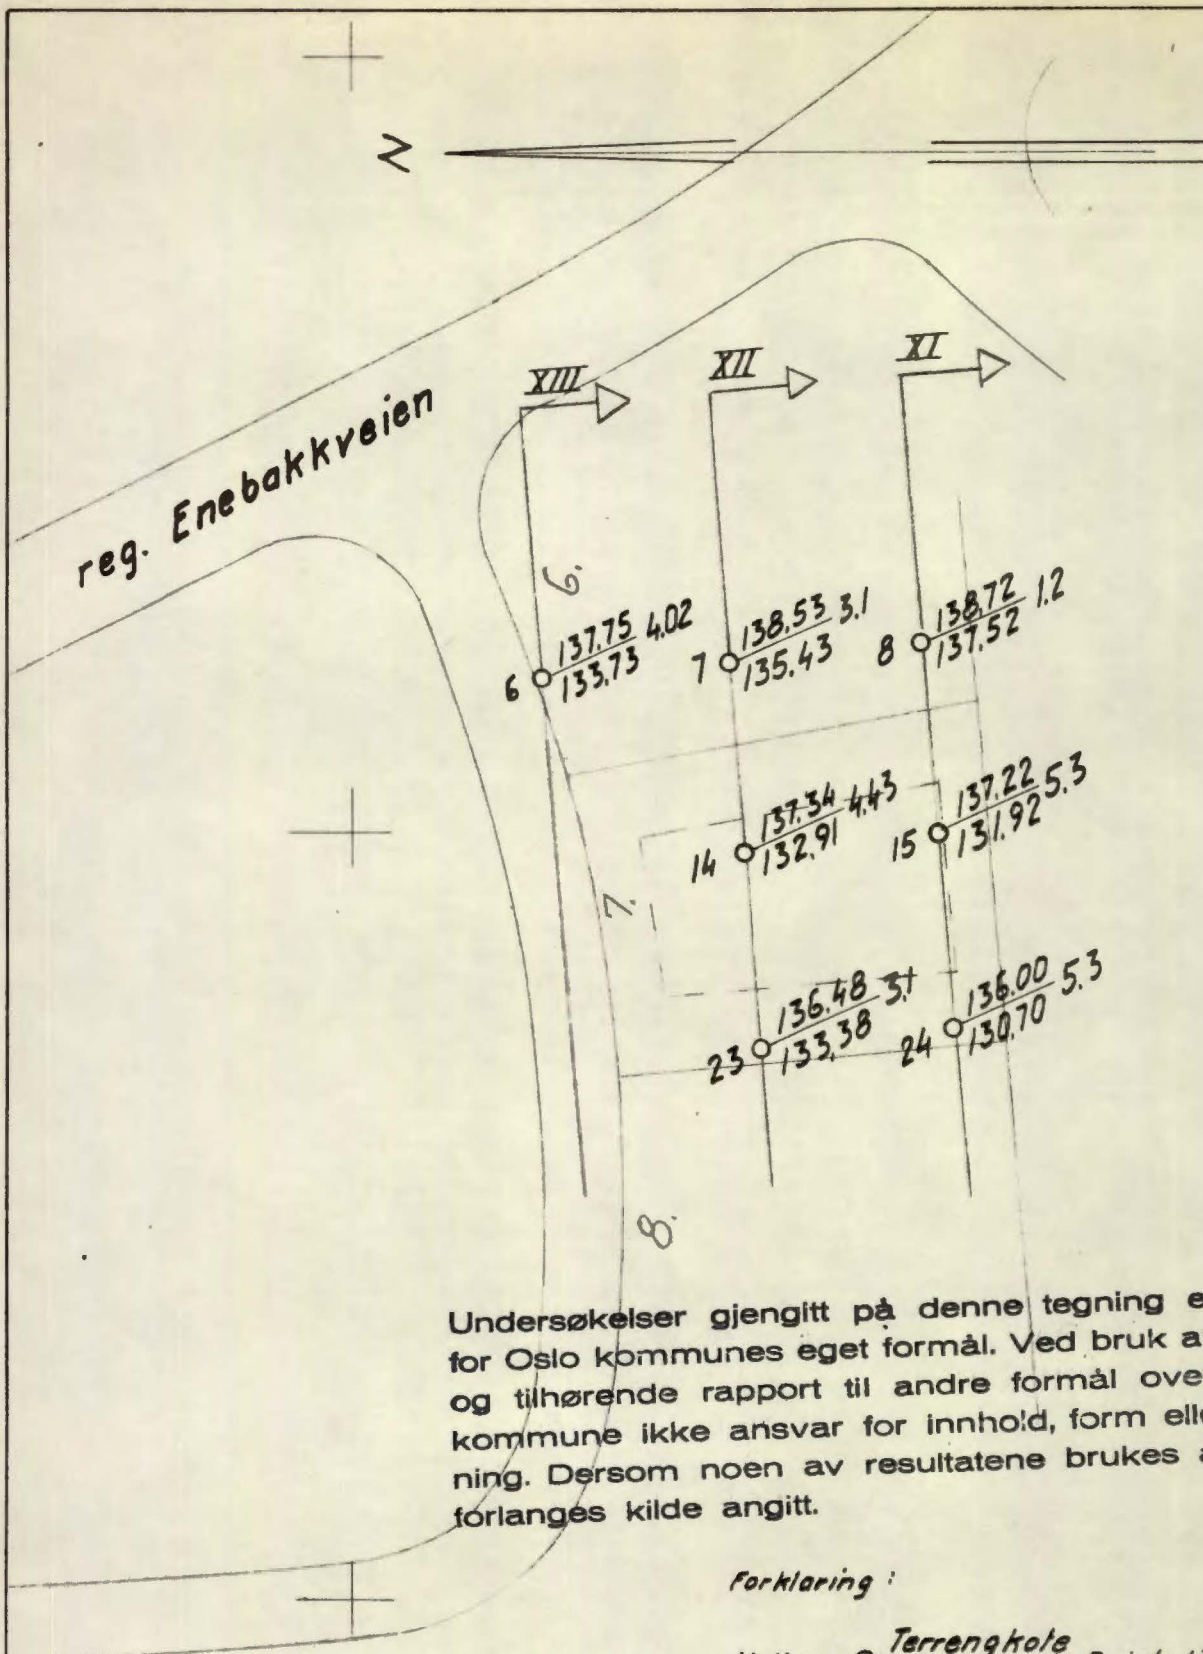 N
XIII
XII
XI
reg. Enebakkveien
6.
6 137.75 4.02
133.73
7 138.53 3.1
135.43
8 138.72 1.2
137.52
14 137.34 4.43
132.91
15 137.22 5.3
131.92
7.
23 136.48 3.1
133.38
24 136.00 5.3
130.70
8.
Undersøkelser gjengitt på denne tegning e
for Oslo kommunes eget formål. Ved bruk a
og tilhørende rapport til andre formål ove
kommune ikke ansvar for innhold, form elle
ning. Dersom noen av resultatene brukes a
forlanges kilde angitt.
Forklaring :
Terrengkote